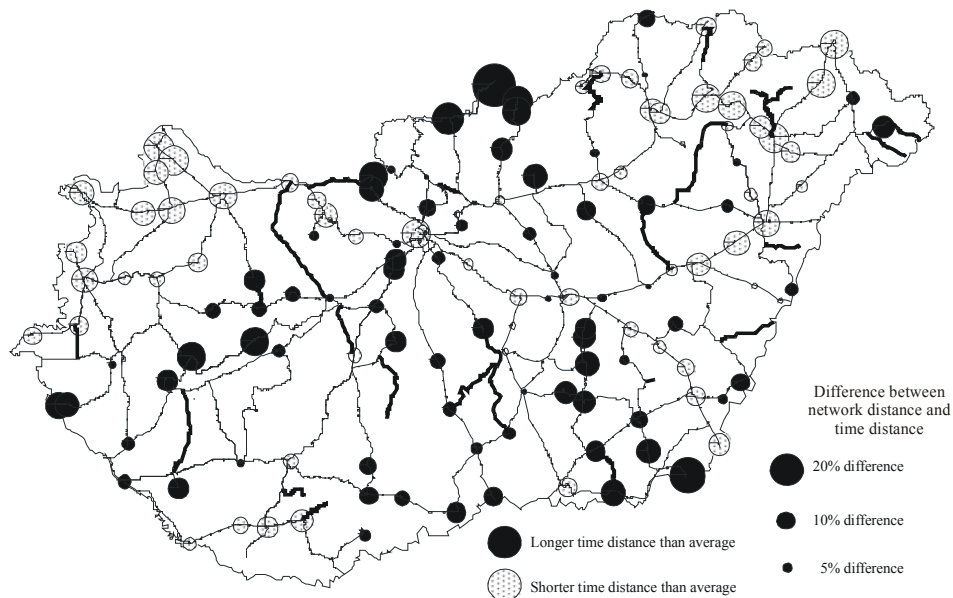 Difference between
network distance and
time distance
20% difference
10% difference
5% difference
Longer time distance than average
Shorter time distance than average